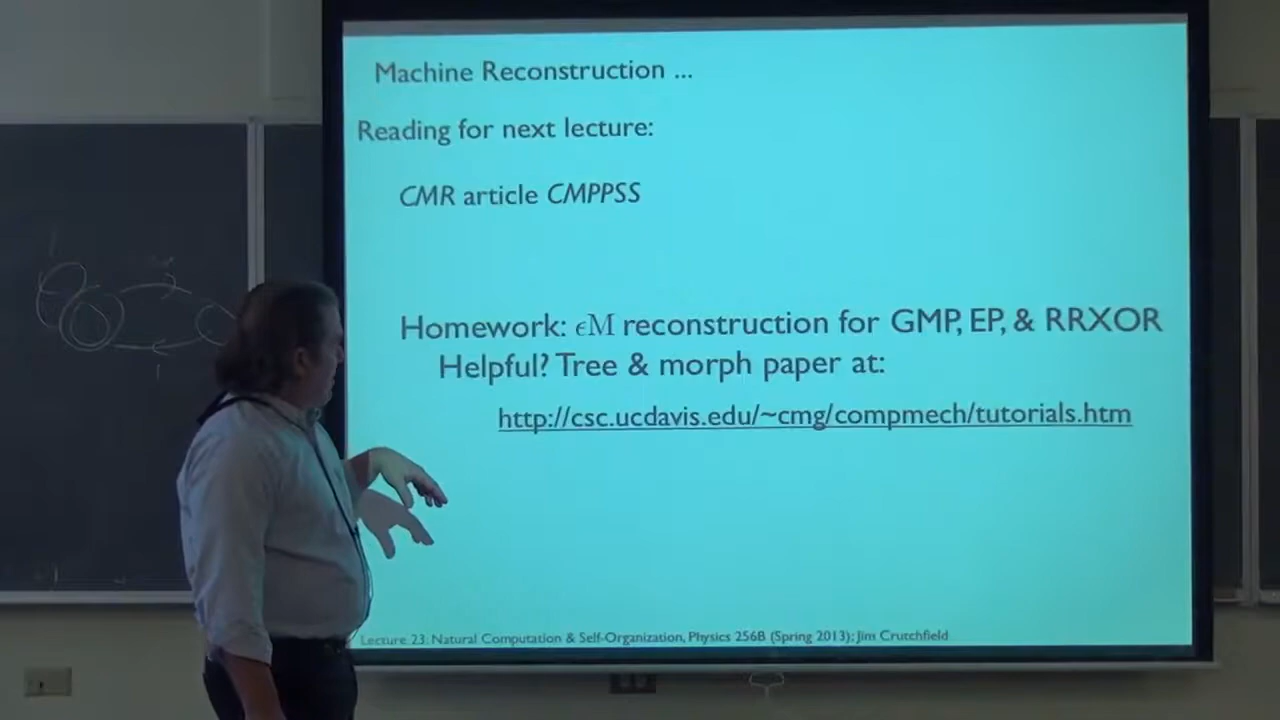 Machine Reconstruction ...
Reading for next lecture:
CMR article CMPPSS
Homework: ϵM reconstruction for GMP, EP, & RRXOR
Helpful? Tree & morph paper at:
http://csc.ucdavis.edu/~cmg/compmech/tutorials.htm
Lecture 23: Natural Computation & Self-Organization, Physics 256B (Spring 2013); Jim Crutchfield